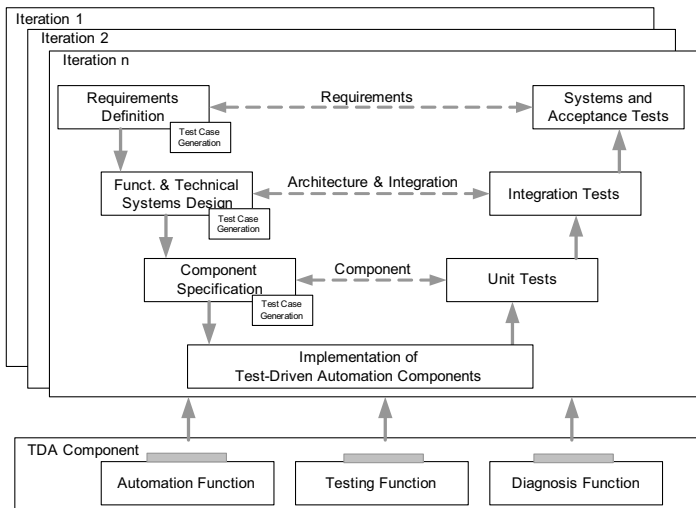 Iteration 1
Iteration 2
Iteration n
Requirements
Definition
Test Case
Generation
Requirements
Systems and
Acceptance Tests
Funct. & Technical
Systems Design
Test Case
Generation
Architecture & Integration
Integration Tests
Component
Specification
Test Case
Generation
Component
Unit Tests
Implementation of
Test-Driven Automation Components
TDA Component
Automation Function
Testing Function
Diagnosis Function